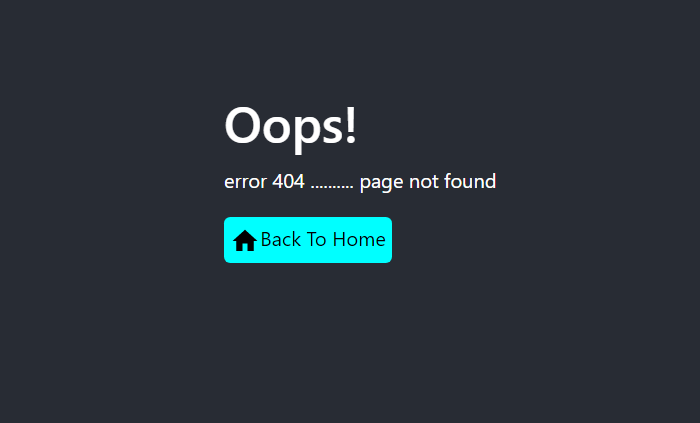 Oops!
error 404 .......... page not found
Back To Home